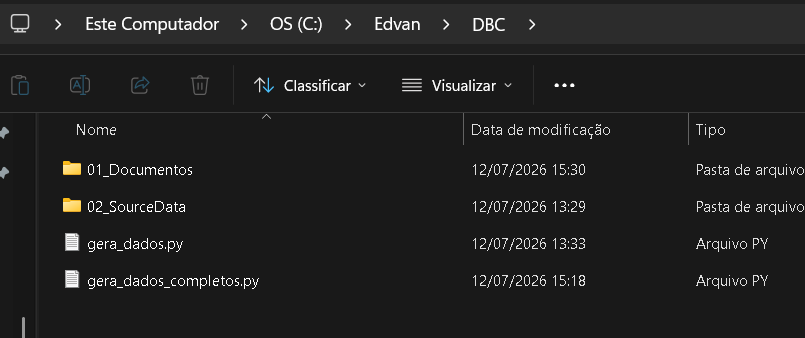 Este Computador > OS (C:) > Edvan > DBC >
Classificar Visualizar ...
Nome Data de modificação Tipo
01_Documentos 12/07/2026 15:30 Pasta de arquivo
02_SourceData 12/07/2026 13:29 Pasta de arquivo
gera_dados.py 12/07/2026 13:33 Arquivo PY
gera_dados_completos.py 12/07/2026 15:18 Arquivo PY